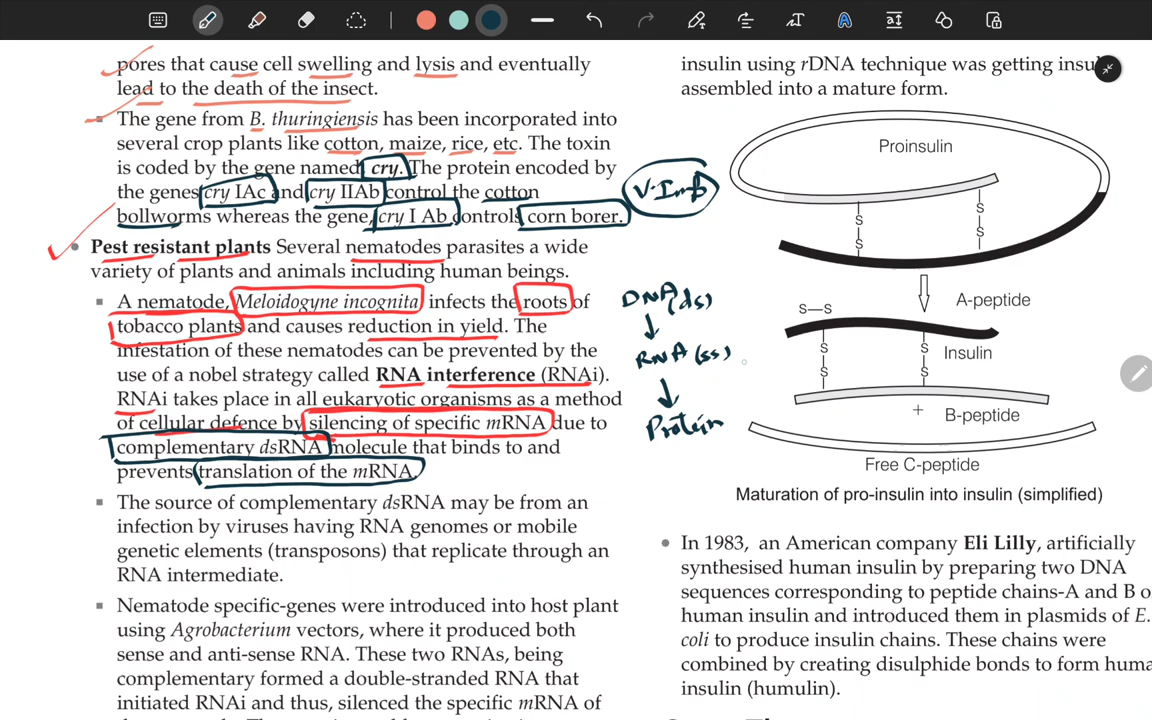 pores that cause cell swelling and lysis and eventually
lead to the death of the insect.
The gene from B. thuringiensis has been incorporated into
several crop plants like cotton, maize, rice, etc. The toxin
is coded by the gene named cry. The protein encoded by
the genes cry IAc and cry IIAb control the cotton
bollworms whereas the gene, cry I Ab controls corn borer.
Pest resistant plants Several nematodes parasites a wide
variety of plants and animals including human beings.
A nematode, Meloidogyne incognita infects the roots of
tobacco plants and causes reduction in yield. The
infestation of these nematodes can be prevented by the
use of a nobel strategy called RNA interference (RNAi).
RNAi takes place in all eukaryotic organisms as a method
of cellular defence by silencing of specific mRNA due to
complementary dsRNA molecule that binds to and
prevents translation of the mRNA.
The source of complementary dsRNA may be from an
infection by viruses having RNA genomes or mobile
genetic elements (transposons) that replicate through an
RNA intermediate.
Nematode specific-genes were introduced into host plant
using Agrobacterium vectors, where it produced both
sense and anti-sense RNA. These two RNAs, being
complementary formed a double-stranded RNA that
initiated RNAi and thus, silenced the specific mRNA of
V.Imp
DNA (ds)
RNA (ss)
Protein
insulin using rDNA technique was getting insu
assembled into a mature form.
Proinsulin
S S
S S
A-peptide
S—S
S S
Insulin
S S
+
B-peptide
Free C-peptide
Maturation of pro-insulin into insulin (simplified)
In 1983, an American company Eli Lilly, artificially
synthesised human insulin by preparing two DNA
sequences corresponding to peptide chains-A and B o
human insulin and introduced them in plasmids of E.
coli to produce insulin chains. These chains were
combined by creating disulphide bonds to form huma
insulin (humulin).